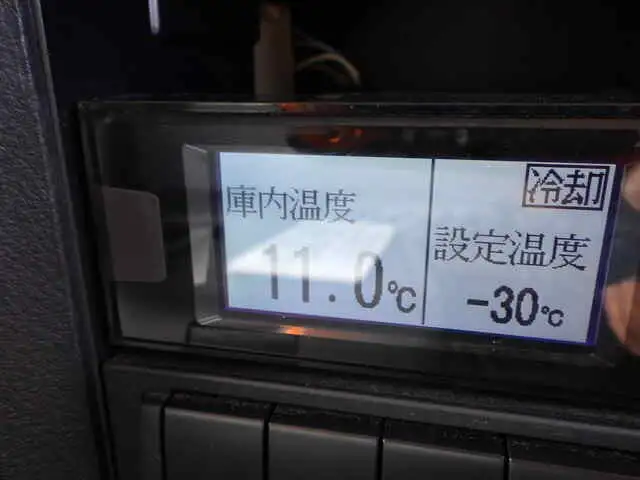 庫内温度
11.0℃
冷却
設定温度
-30℃